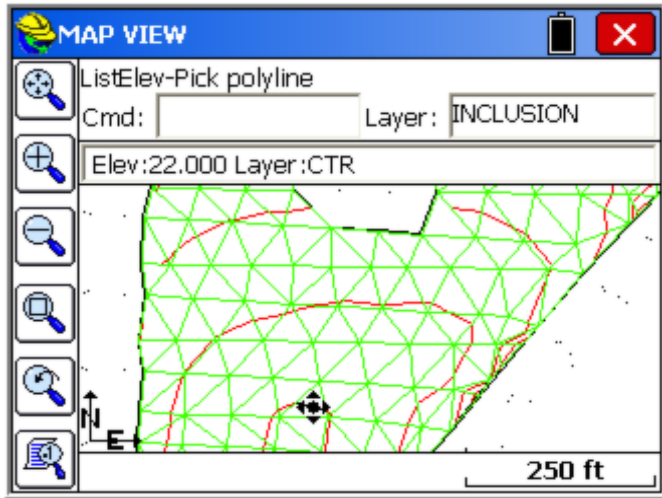 MAP VIEW
ListElev-Pick polyline
Cmd: Layer: INCLUSION
Elev:22.000 Layer:CTR
N
E
250 ft